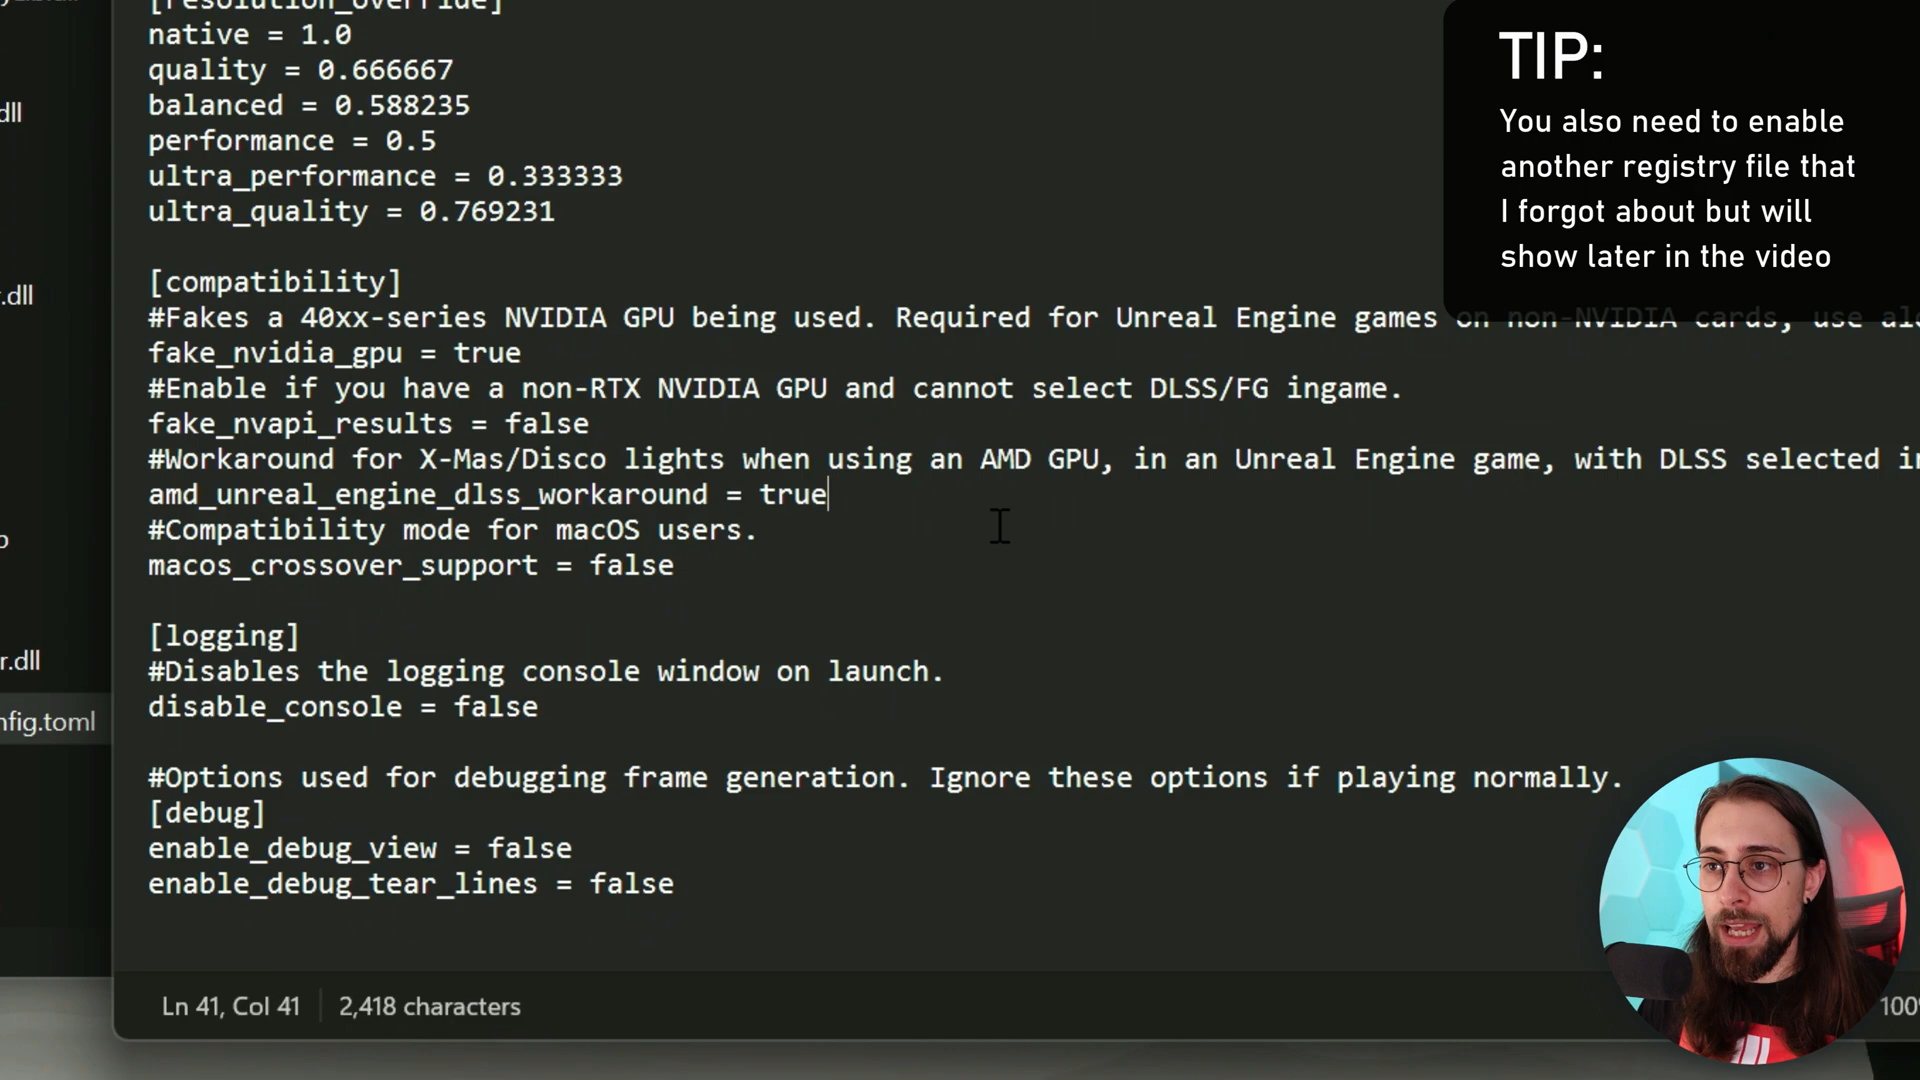 [resolution_override]
native = 1.0
quality = 0.666667
balanced = 0.588235
performance = 0.5
ultra_performance = 0.333333
ultra_quality = 0.769231
[compatibility]
#Fakes a 40xx-series NVIDIA GPU being used. Required for Unreal Engine games on non-NVIDIA cards, use
fake_nvidia_gpu = true
#Enable if you have a non-RTX NVIDIA GPU and cannot select DLSS/FG ingame.
fake_nvapi_results = false
#Workaround for X-Mas/Disco lights when using an AMD GPU, in an Unreal Engine game, with DLSS selected
amd_unreal_engine_dlss_workaround = true
#Compatibility mode for macOS users.
macos_crossover_support = false
[logging]
#Disables the logging console window on launch.
disable_console = false
#Options used for debugging frame generation. Ignore these options if playing normally.
[debug]
enable_debug_view = false
enable_debug_tear_lines = false
Ln 41, Col 41
2,418 characters
TIP:
You also need to enable
another registry file that
I forgot about but will
show later in the video
dll
.dll
r.dll
nfig.toml